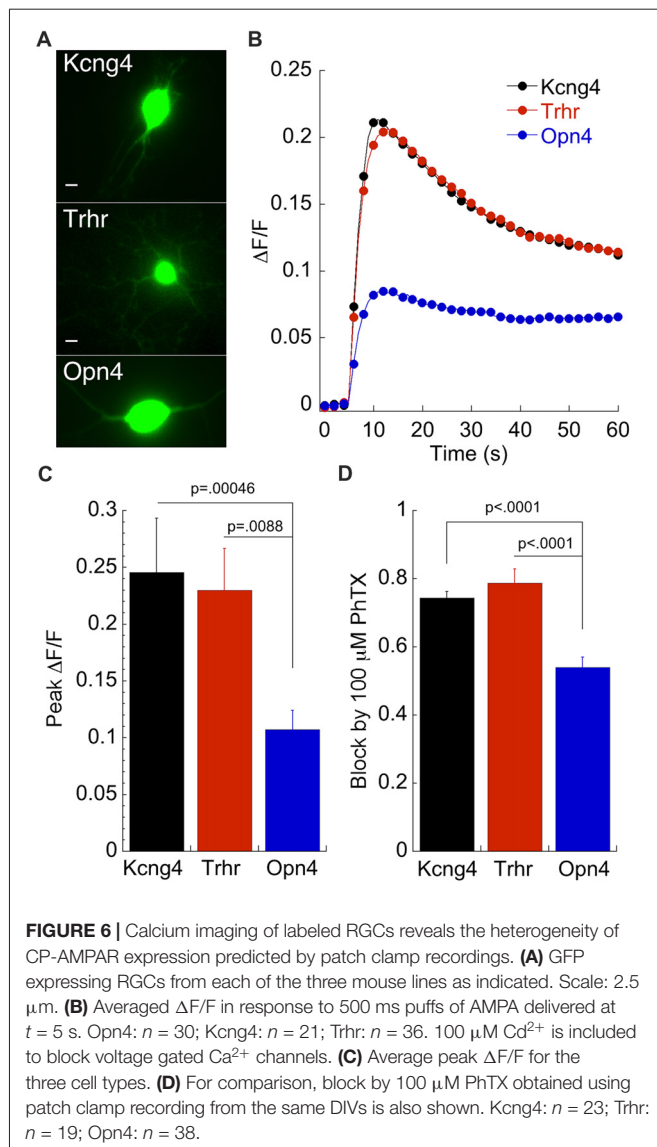 A
Kcng4
Trhr
Opn4
B
0.25
0.2
0.15
0.1
0.05
0
ΔF/F
Kcng4
Trhr
Opn4
0 10 20 30 40 50 60
Time (s)
C
p=.00046
p=.0088
0.3
0.25
0.2
0.15
0.1
0.05
0
Peak ΔF/F
Kcng4 Trhr Opn4
D
p<.0001
p<.0001
1
0.8
0.6
0.4
0.2
0
Block by 100 μM PhTX
Kcng4 Trhr Opn4
FIGURE 6 | Calcium imaging of labeled RGCs reveals the heterogeneity of
CP-AMPAR expression predicted by patch clamp recordings. (A) GFP
expressing RGCs from each of the three mouse lines as indicated. Scale: 2.5
μm. (B) Averaged ΔF/F in response to 500 ms puffs of AMPA delivered at
t = 5 s. Opn4: n = 30; Kcng4: n = 21; Trhr: n = 36. 100 μM Cd²⁺ is included
to block voltage gated Ca²⁺ channels. (C) Average peak ΔF/F for the
three cell types. (D) For comparison, block by 100 μM PhTX obtained using
patch clamp recording from the same DIVs is also shown. Kcng4: n = 23; Trhr:
n = 19; Opn4: n = 38.